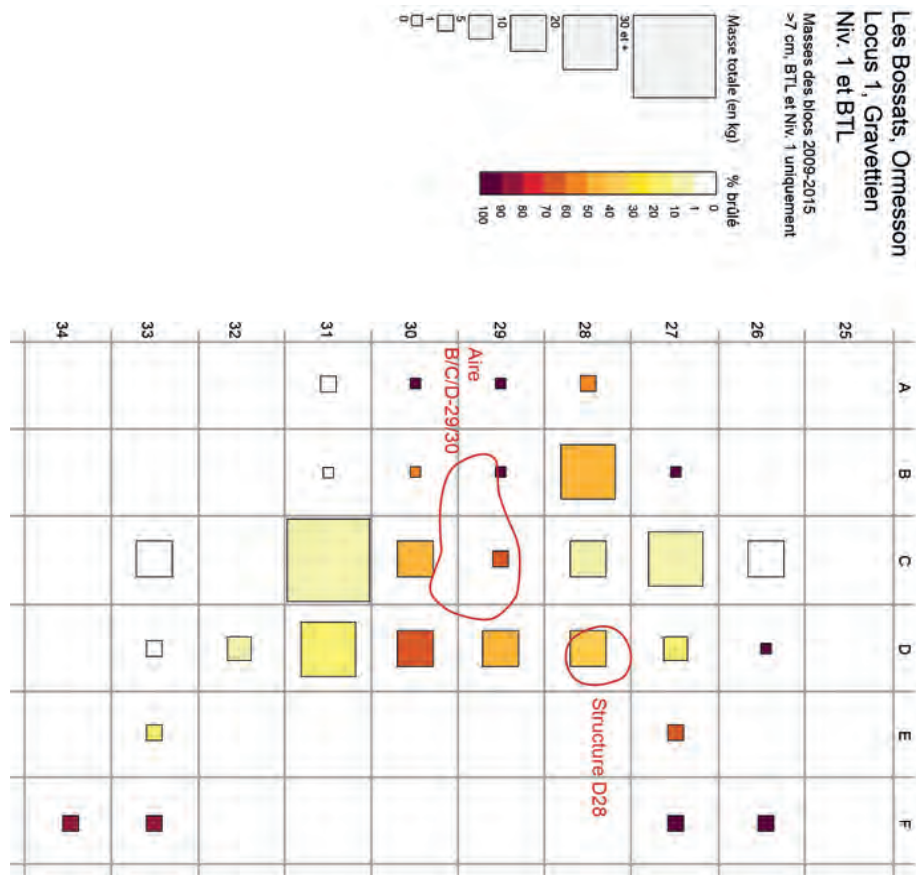 Les Bossats, Ormesson
Locus 1, Gravettien
Niv. 1 et BTL
Masses des blocs 2009-2015
>7 cm, BTL et Niv. 1 uniquement
Masse totale (en kg)
0
1
5
10
20
30 et +
% brûlé
100
90
80
70
60
50
40
30
20
10
1
0
34
33
32
31
30
29
28
27
26
25
A
B
C
D
E
F
Aire
B/C/D-29/30
Structure D28